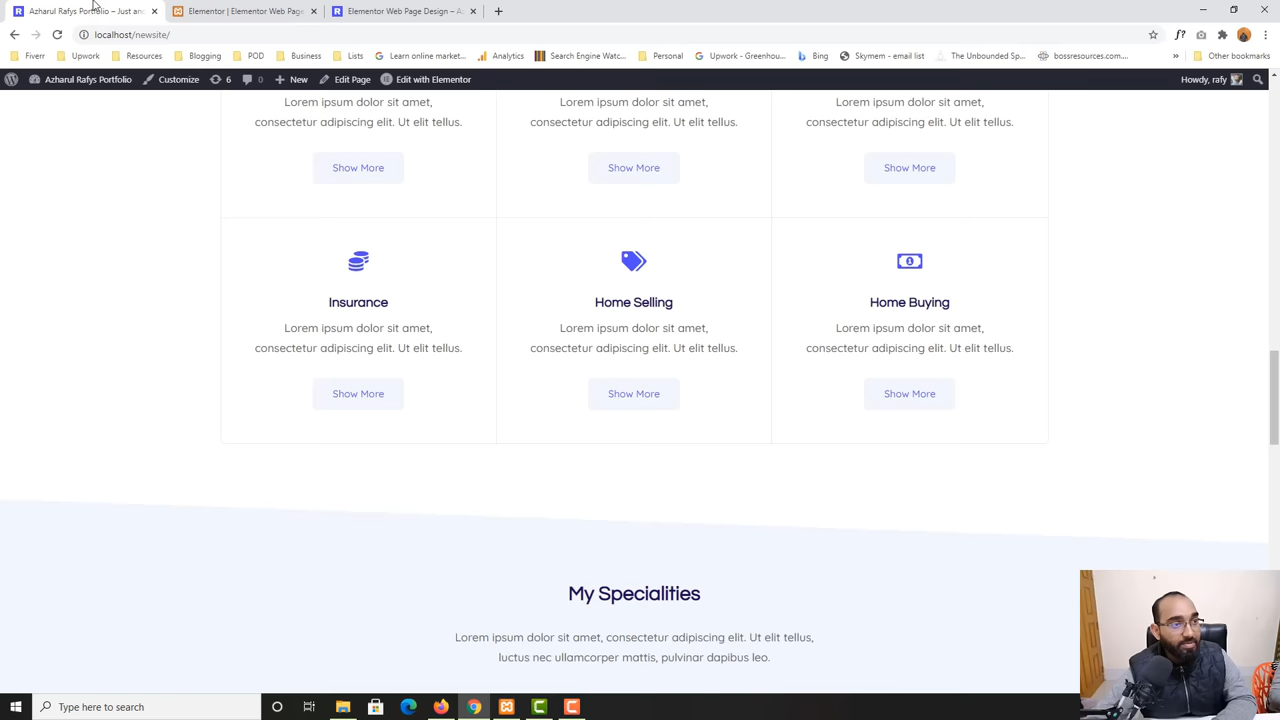 Azharul Rafys Portfolio – Just and
Elementor | Elementor Web Page
Elementor Web Page Design – A
localhost/newsite/
Fiverr
Upwork
Resources
Blogging
POD
Business
Lists
Learn online market...
Analytics
Search Engine Watc...
Personal
Upwork - Greenhou...
Bing
Skymem - email list
The Unbounded Sp...
bossresources.com...
»
Other bookmarks
Azharul Rafys Portfolio
Customize
6
0
New
Edit Page
Edit with Elementor
Howdy, rafy
Lorem ipsum dolor sit amet,
consectetur adipiscing elit. Ut elit tellus.
Show More
Lorem ipsum dolor sit amet,
consectetur adipiscing elit. Ut elit tellus.
Show More
Lorem ipsum dolor sit amet,
consectetur adipiscing elit. Ut elit tellus.
Show More
Insurance
Lorem ipsum dolor sit amet,
consectetur adipiscing elit. Ut elit tellus.
Show More
Home Selling
Lorem ipsum dolor sit amet,
consectetur adipiscing elit. Ut elit tellus.
Show More
Home Buying
Lorem ipsum dolor sit amet,
consectetur adipiscing elit. Ut elit tellus.
Show More
My Specialities
Lorem ipsum dolor sit amet, consectetur adipiscing elit. Ut elit tellus,
luctus nec ullamcorper mattis, pulvinar dapibus leo.
Type here to search